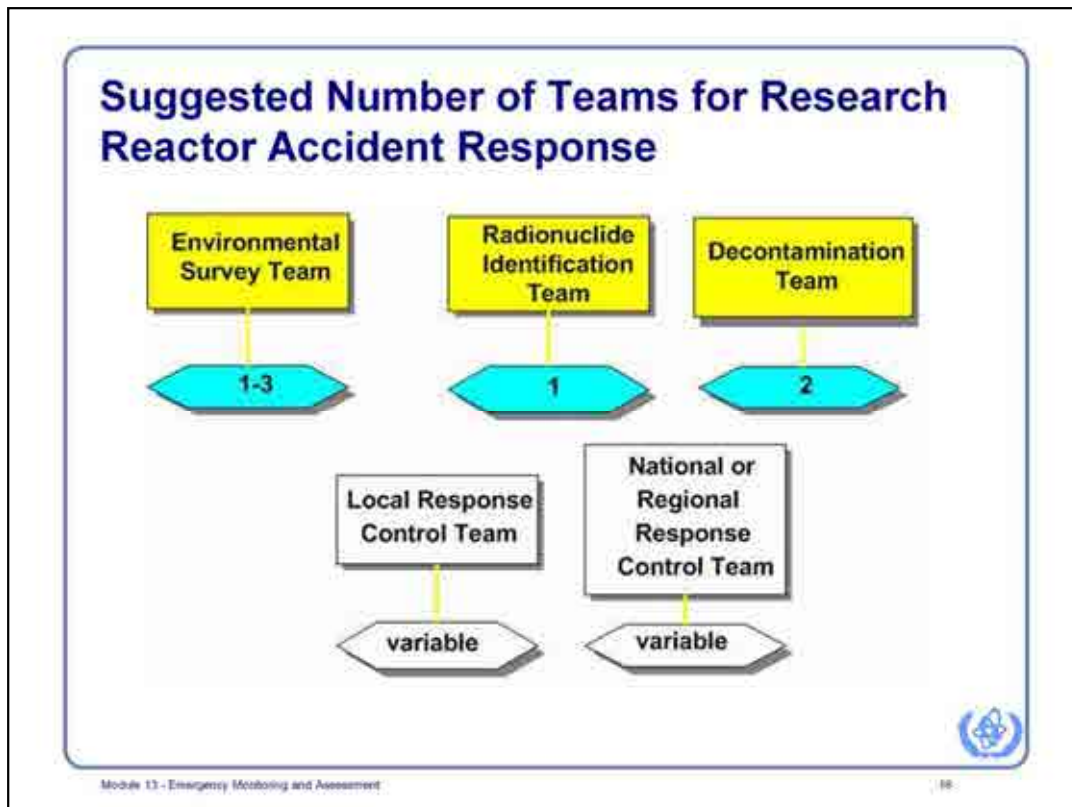 Suggested Number of Teams for Research
Reactor Accident Response
Environmental
Survey Team
Radionuclide
Identification
Team
Decontamination
Team
1-3
1
2
Local Response
Control Team
National or
Regional
Response
Control Team
variable
variable
Module 13 - Emergency Monitoring and Assessment